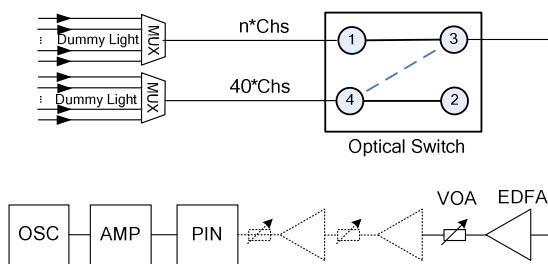 n*Chs
Dummy Light
MUX
1
3
40*Chs
Dummy Light
MUX
4
2
Optical Switch
VOA
EDFA
OSC
AMP
PIN